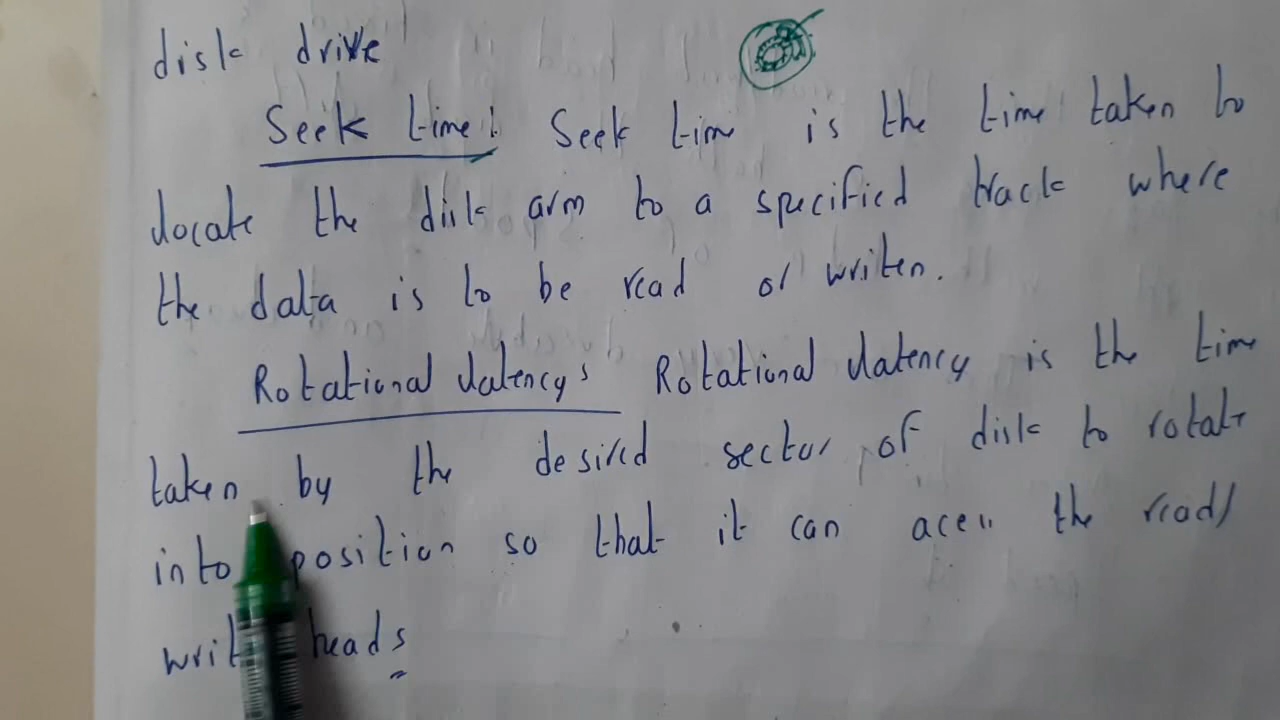 disk drive
Seek time: Seek time is the time taken to
locate the disk arm to a specified track where
the data is to be read or writen.
Rotational latency: Rotational latency is the time
taken by the desired sector of disk to rotate
into position so that it can acess the read/
write heads